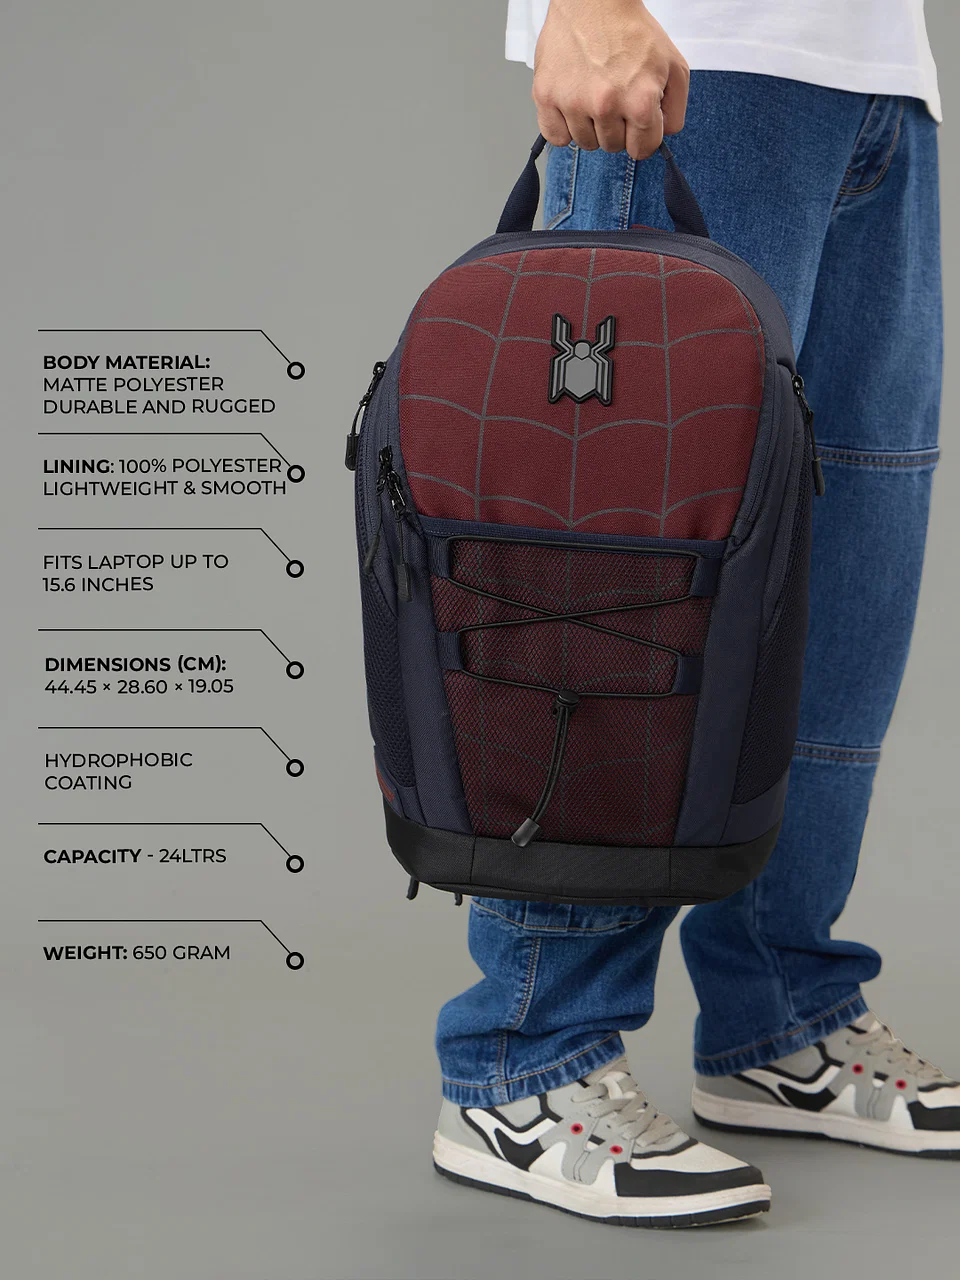 BODY MATERIAL:
MATTE POLYESTER
DURABLE AND RUGGED
LINING: 100% POLYESTER
LIGHTWEIGHT & SMOOTH
FITS LAPTOP UP TO
15.6 INCHES
DIMENSIONS (CM):
44.45 × 28.60 × 19.05
HYDROPHOBIC
COATING
CAPACITY - 24LTRS
WEIGHT: 650 GRAM